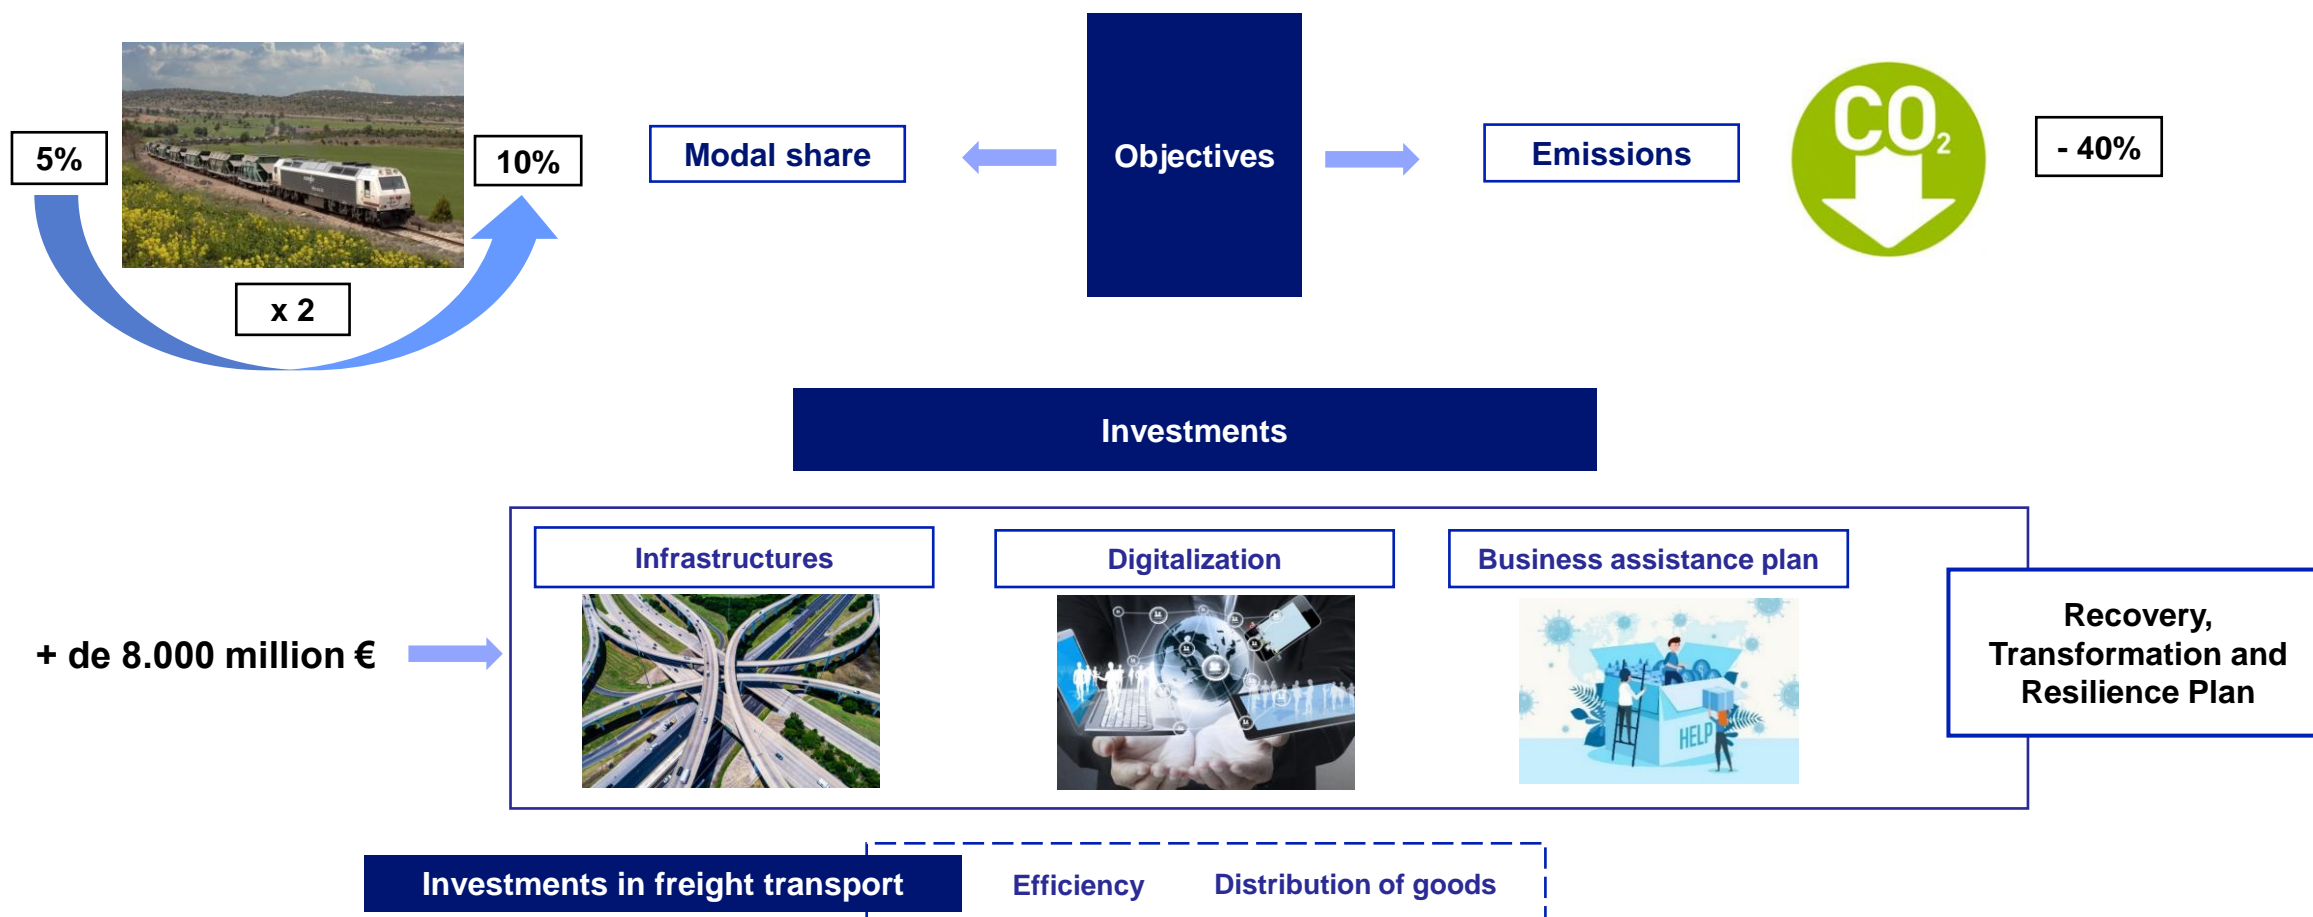 5%
10%
x 2
Modal share
Objectives
Emissions
CO2
- 40%
Investments
+ de 8.000 million €
Infrastructures
Digitalization
Business assistance plan
HELP
Recovery,
Transformation and
Resilience Plan
Investments in freight transport
Efficiency
Distribution of goods